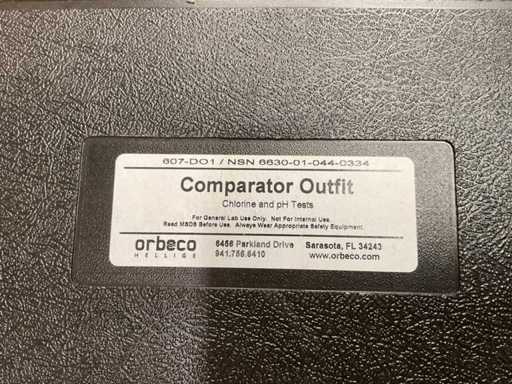 607-DO1 / NSN 6630-01-044-0334
Comparator Outfit
Chlorine and pH Tests
For General Lab Use Only. Not For Internal Use.
Read MSDS Before Use. Always Wear Appropriate Safety Equipment.
orbeco 6456 Parkland Drive Sarasota, FL 34243
HELLIGE 941.756.6410 www.orbeco.com